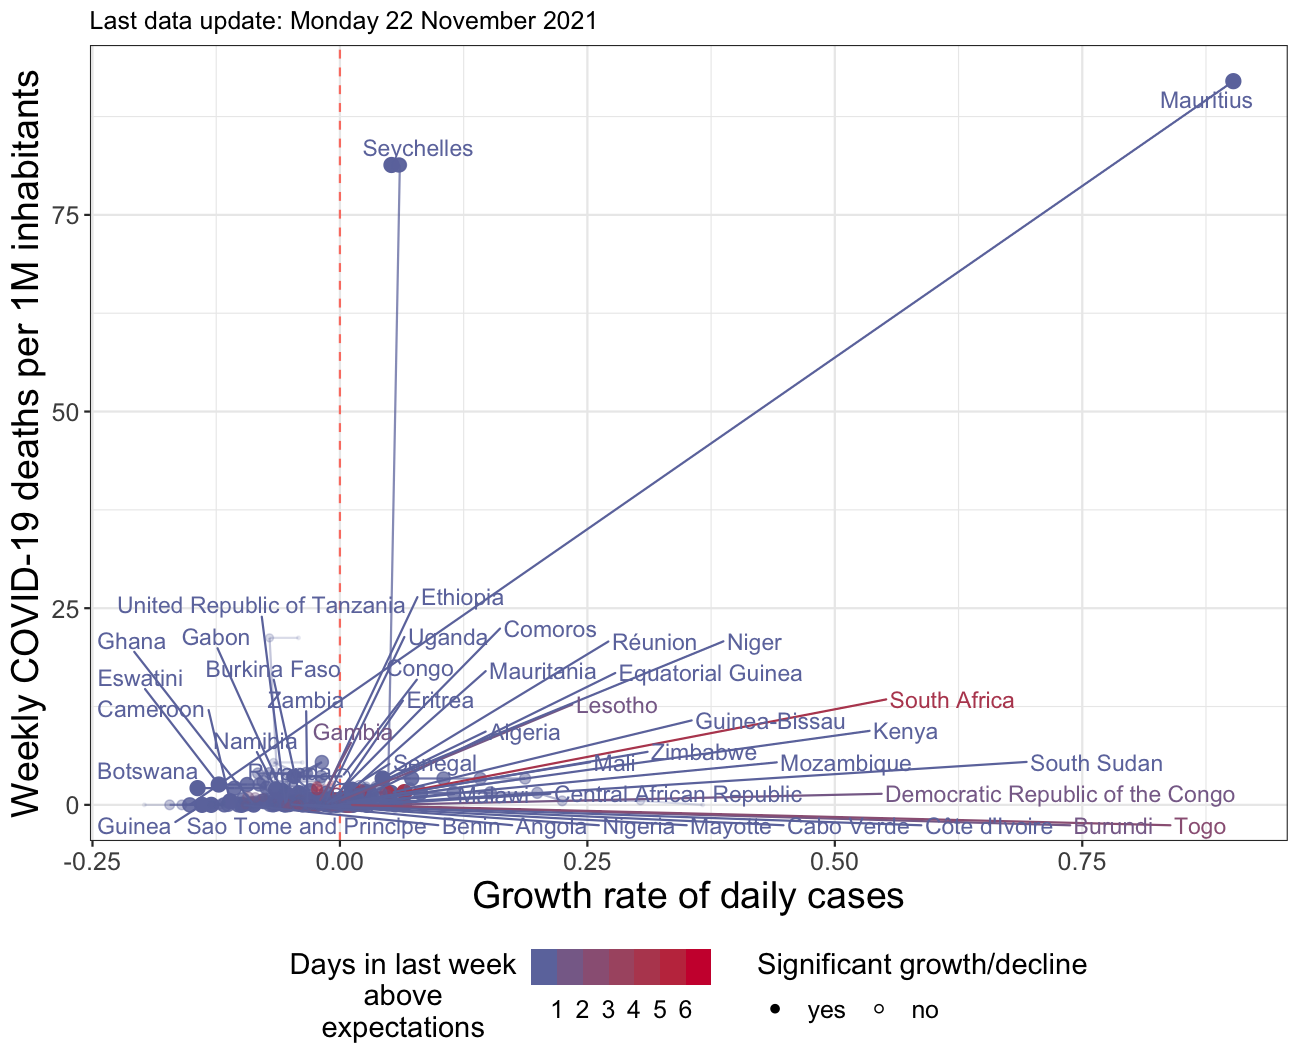 Last data update: Monday 22 November 2021
Weekly COVID-19 deaths per 1M inhabitants
75
50
25
0
Mauritius
Seychelles
Ethiopia
United Republic of Tanzania
Comoros
Ghana
Gabon
Uganda
Réunion
Niger
Burkina Faso
Congo
Mauritania
Equatorial Guinea
Eswatini
Zambia
Eritrea
Lesotho
South Africa
Cameroon
Guinea-Bissau
Namibia
Gambia
Algeria
Kenya
Zimbabwe
Botswana
Senegal
Mali
Mozambique
South Sudan
Malawi
Central African Republic
Democratic Republic of the Congo
Guinea
Sao Tome and Principe
Benin
Angola
Nigeria
Mayotte
Cabo Verde
Côte d'Ivoire
Burundi
Togo
-0.25
0.00
0.25
0.50
0.75
Growth rate of daily cases
Days in last week
above
expectations
1 2 3 4 5 6
Significant growth/decline
yes
no